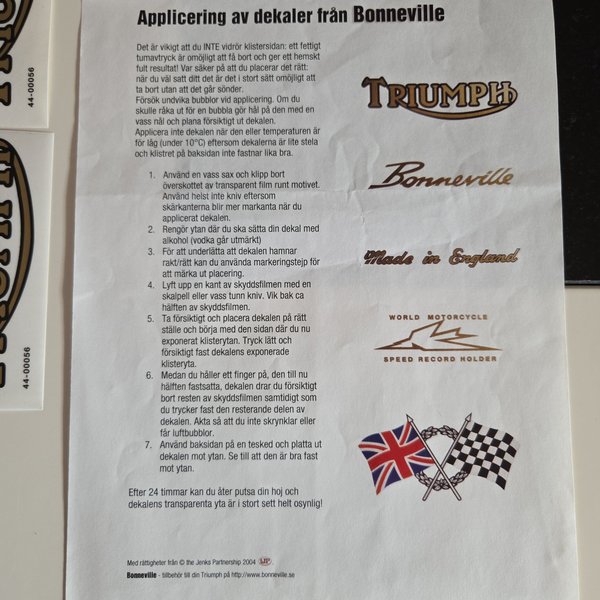 Applicering av dekaler från Bonneville
Det är vikigt att du INTE vidrör klistersidan: ett fettigt
tumavtryck är omöjligt att få bort och ger ett hemskt
fult resultat! Var säker på att du placerar det rätt:
när du väl satt ditt det är det i stort sätt omöjligt att
ta bort utan att det går sönder.
Försök undvika bubblor vid applicering. Om du
skulle råka ut för en bubbla gör hål på den med en
vass nål och plana försiktigt ut dekalen.
Applicera inte dekalen när den eller temperaturen är
för låg (under 10°C) eftersom dekalerna är lite stela
och klistret på baksidan inte fastnar lika bra.
1. Använd en vass sax och klipp bort
överskottet av transparent film runt motivet.
Använd helst inte kniv eftersom
skärkanterna blir mer markanta när du
applicerat dekalen.
2. Rengör ytan där du ska sätta din dekal med
alkohol (vodka går utmärkt)
3. För att underlätta att dekalen hamnar
rakt/rätt kan du använda markeringstejp för
att märka ut placering.
4. Lyft upp en kant av skyddsfilmen med en
skalpell eller vass tunn kniv. Vik bak ca
hälften av skyddsfilmen.
5. Ta försiktigt och placera dekalen på rätt
ställe och börja med den sidan där du nu
exponerat klisterytan. Tryck lätt och
försiktigt fast dekalens exponerade
klisteryta.
6. Medan du håller ett finger på, den till nu
hälften fastsatta, dekalen drar du försiktigt
bort resten av skyddsfilmen samtidigt som
du trycker fast den resterande delen av
dekalen. Akta så att du inte skrynklar eller
får luftbubblor.
7. Använd baksidan på en tesked och platta ut
dekalen mot ytan. Se till att den är bra fast
mot ytan.
Efter 24 timmar kan du åter putsa din hoj och
dekalens transparenta yta är i stort sett helt osynlig!
Med rättigheter från © the Jenks Partnership 2004 IJP
Bonneville - tillbehör till din Triumph på http://www.bonneville.se
TRIUMPH
Bonneville
Made in England
WORLD MOTORCYCLE
SPEED RECORD HOLDER
44-00056
44-00056